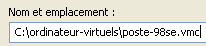 Nom et emplacement :
C:\ordinateur-virtuels\poste-98se.vmc